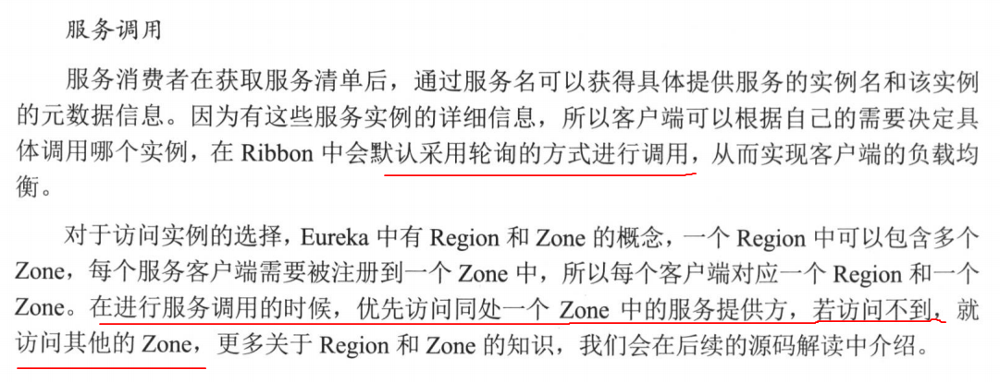 服务调用
服务消费者在获取服务清单后，通过服务名可以获得具体提供服务的实例名和该实例
的元数据信息。因为有这些服务实例的详细信息，所以客户端可以根据自己的需要决定具
体调用哪个实例，在 Ribbon 中会默认采用轮询的方式进行调用，从而实现客户端的负载均
衡。
对于访问实例的选择，Eureka 中有 Region 和 Zone 的概念，一个 Region 中可以包含多个
Zone，每个服务客户端需要被注册到一个 Zone 中，所以每个客户端对应一个 Region 和一个
Zone。在进行服务调用的时候，优先访问同处一个 Zone 中的服务提供方，若访问不到，就
访问其他的 Zone，更多关于 Region 和 Zone 的知识，我们会在后续的源码解读中介绍。